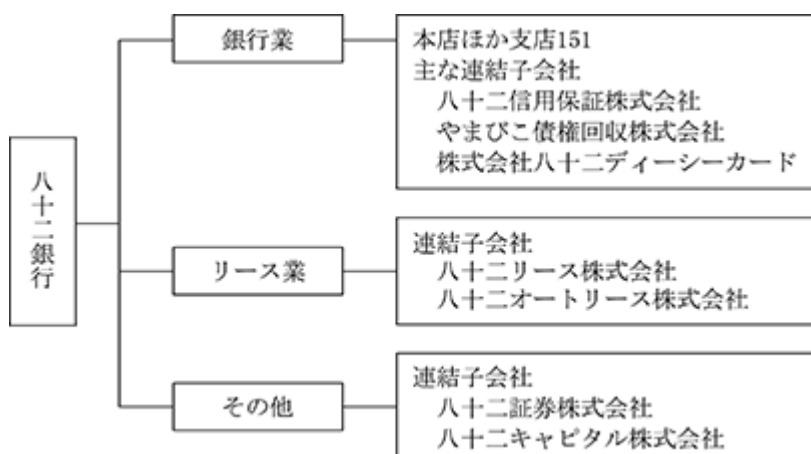 八十二銀行
銀行業
本店ほか支店151
主な連結子会社
八十二信用保証株式会社
やまびこ債権回収株式会社
株式会社八十二ディーシーカード
リース業
連結子会社
八十二リース株式会社
八十二オートリース株式会社
その他
連結子会社
八十二証券株式会社
八十二キャピタル株式会社